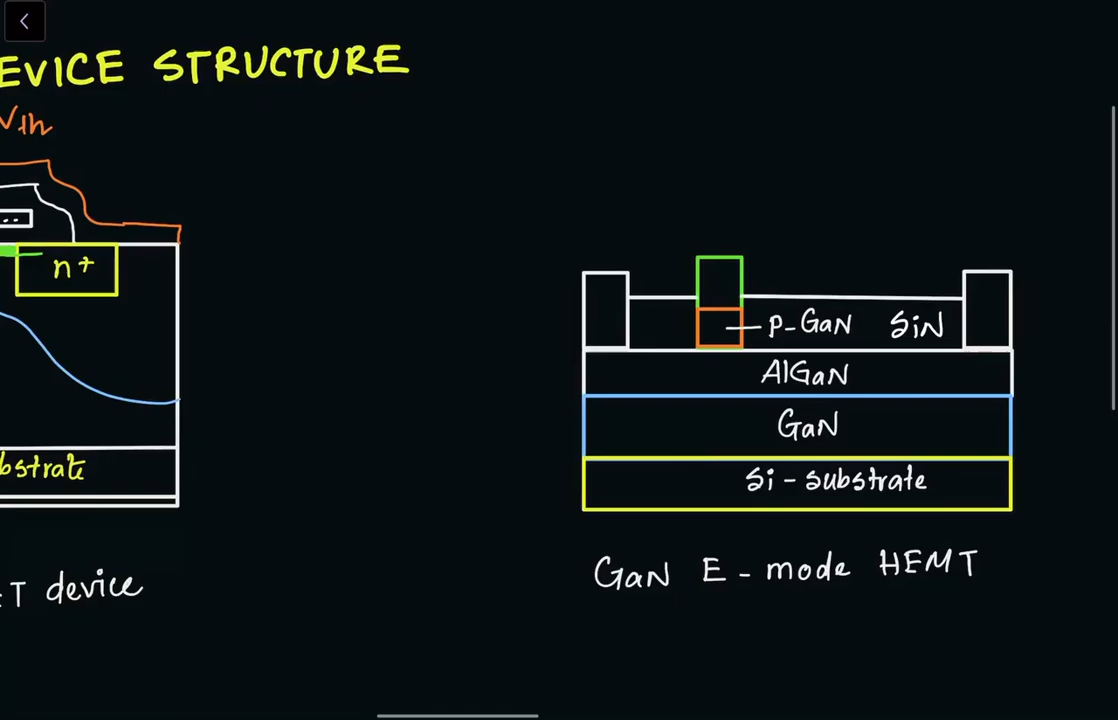 EVICE STRUCTURE
Vth
n+
p-GaN SiN
AlGaN
GaN
bstrate
Si-substrate
GaN E-mode HEMT
T device